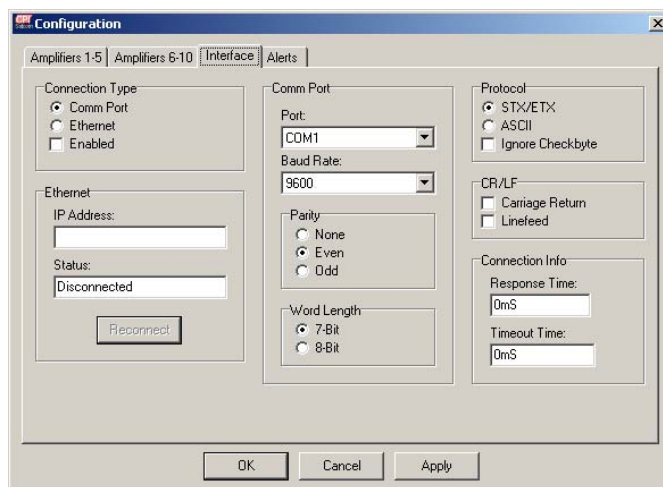 CPI
Configuration
Amplifiers 1-5
Amplifiers 6-10
Interface
Alerts
Connection Type
Comm Port
Ethernet
Enabled
Ethernet
IP Address:
Status:
Disconnected
Reconnect
Comm Port
Port:
COM1
Baud Rate:
9600
Parity
None
Even
Odd
Word Length
7-Bit
8-Bit
Protocol
STX/ETX
ASCII
Ignore Checkbyte
CR/LF
Carriage Return
Linefeed
Connection Info
Response Time:
0mS
Timeout Time:
0mS
OK
Cancel
Apply